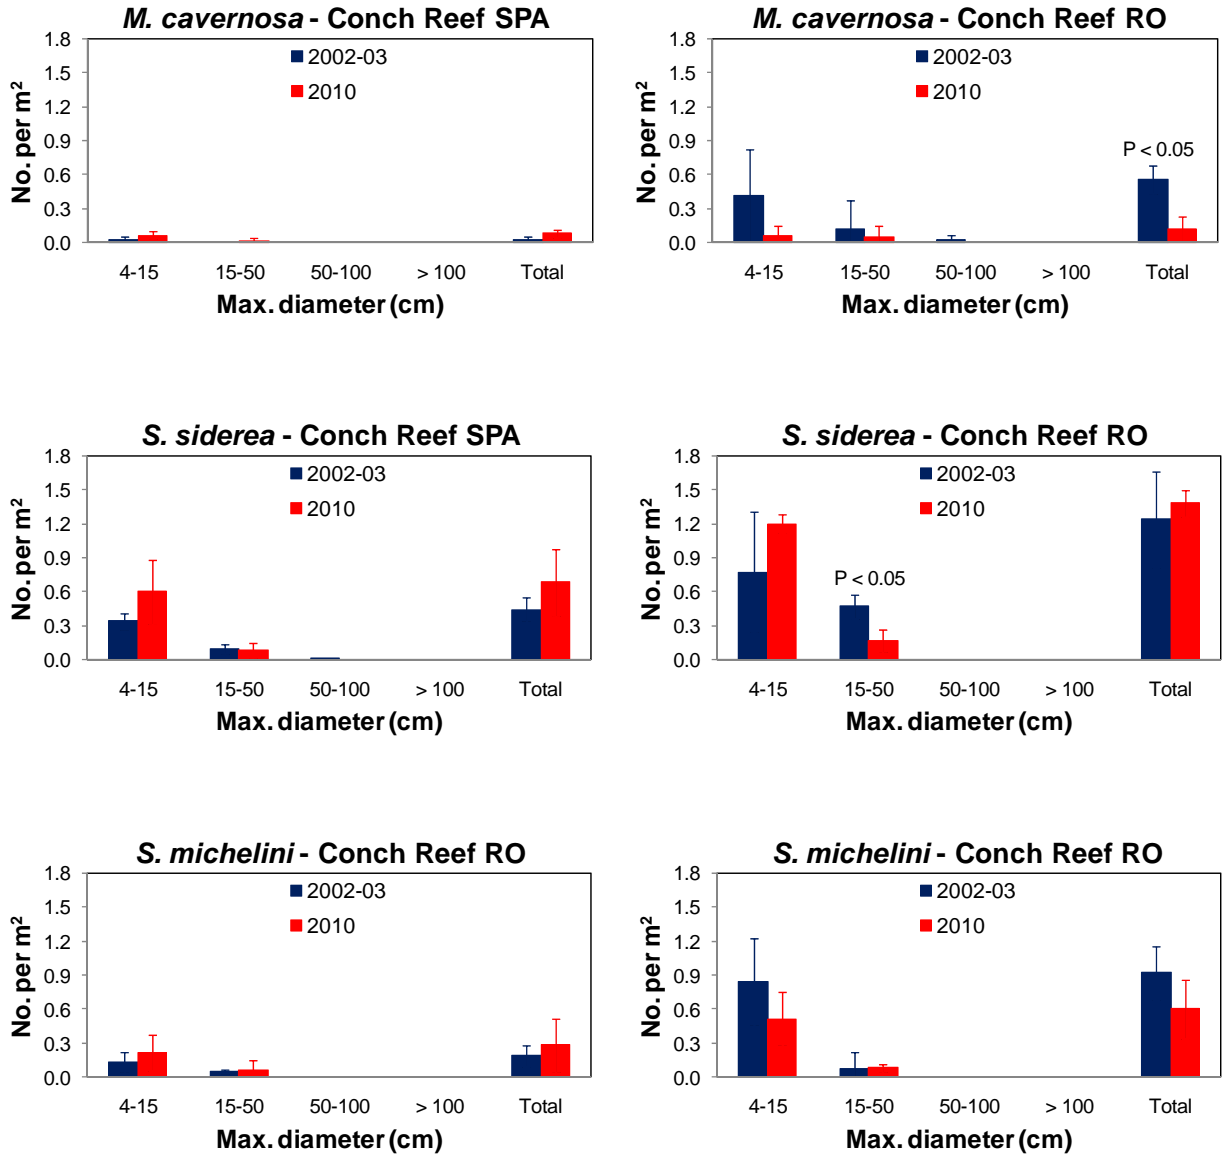 M. cavernosa - Conch Reef SPA
No. per m²
1.8
1.5
1.2
0.9
0.6
0.3
0.0
2002-03
2010
4-15 15-50 50-100 > 100 Total
Max. diameter (cm)
M. cavernosa - Conch Reef RO
No. per m²
1.8
1.5
1.2
0.9
0.6
0.3
0.0
2002-03
2010
P < 0.05
4-15 15-50 50-100 > 100 Total
Max. diameter (cm)
S. siderea - Conch Reef SPA
No. per m²
1.8
1.5
1.2
0.9
0.6
0.3
0.0
2002-03
2010
4-15 15-50 50-100 > 100 Total
Max. diameter (cm)
S. siderea - Conch Reef RO
No. per m²
1.8
1.5
1.2
0.9
0.6
0.3
0.0
2002-03
2010
P < 0.05
4-15 15-50 50-100 > 100 Total
Max. diameter (cm)
S. michelini - Conch Reef RO
No. per m²
1.8
1.5
1.2
0.9
0.6
0.3
0.0
2002-03
2010
4-15 15-50 50-100 > 100 Total
Max. diameter (cm)
S. michelini - Conch Reef RO
No. per m²
1.8
1.5
1.2
0.9
0.6
0.3
0.0
2002-03
2010
4-15 15-50 50-100 > 100 Total
Max. diameter (cm)